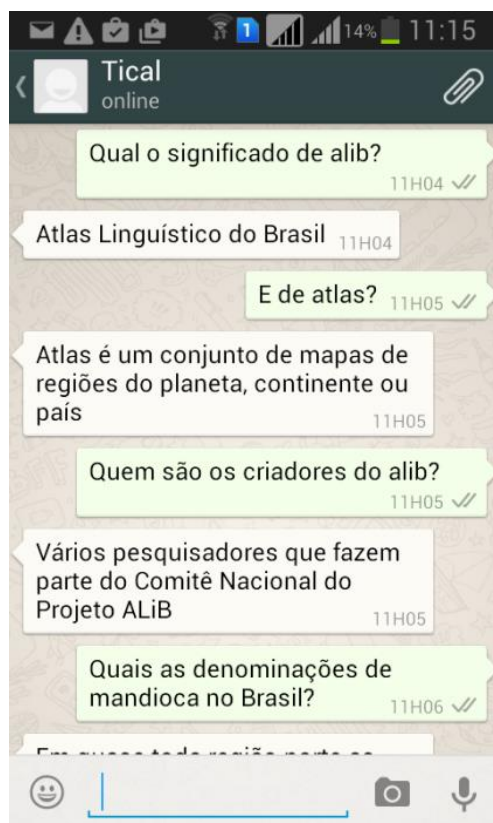 1 14% 11:15
Tical
online
Qual o significado de alib?
11H04
Atlas Linguístico do Brasil 11H04
E de atlas? 11H05
Atlas é um conjunto de mapas de
regiões do planeta, continente ou
país
11H05
Quem são os criadores do alib?
11H05
Vários pesquisadores que fazem
parte do Comitê Nacional do
Projeto ALiB
11H05
Quais as denominações de
mandioca no Brasil? 11H06